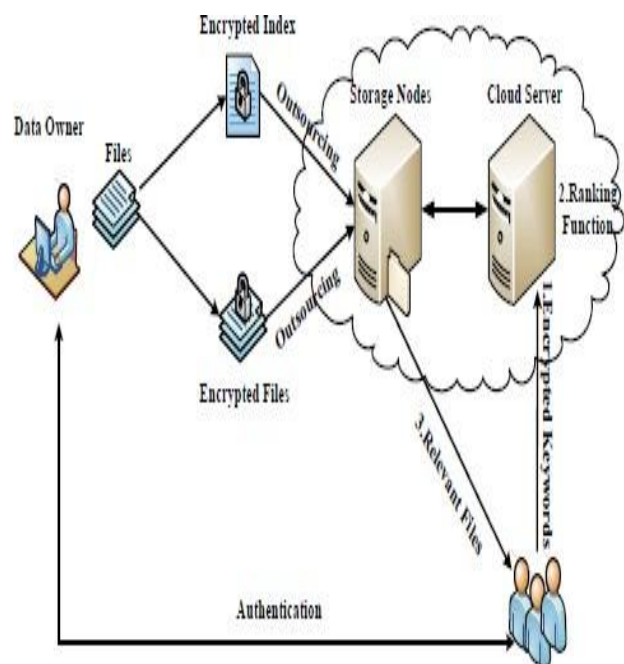 Encrypted Index
Data Owner
Files
Outsourcing
Storage Nodes
Cloud Server
2.Ranking
Function
Outsourcing
Encrypted Files
1.Encrypted Keywords
3.Relevant Files
Authentication